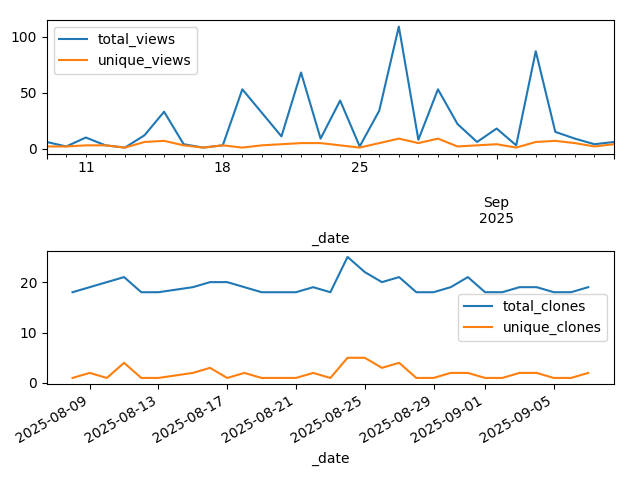 100
50
0
total_views
unique_views
11
18
25
Sep
2025
_date
20
10
0
total_clones
unique_clones
2025-08-09
2025-08-13
2025-08-17
2025-08-21
2025-08-25
2025-08-29
2025-09-01
2025-09-05
_date